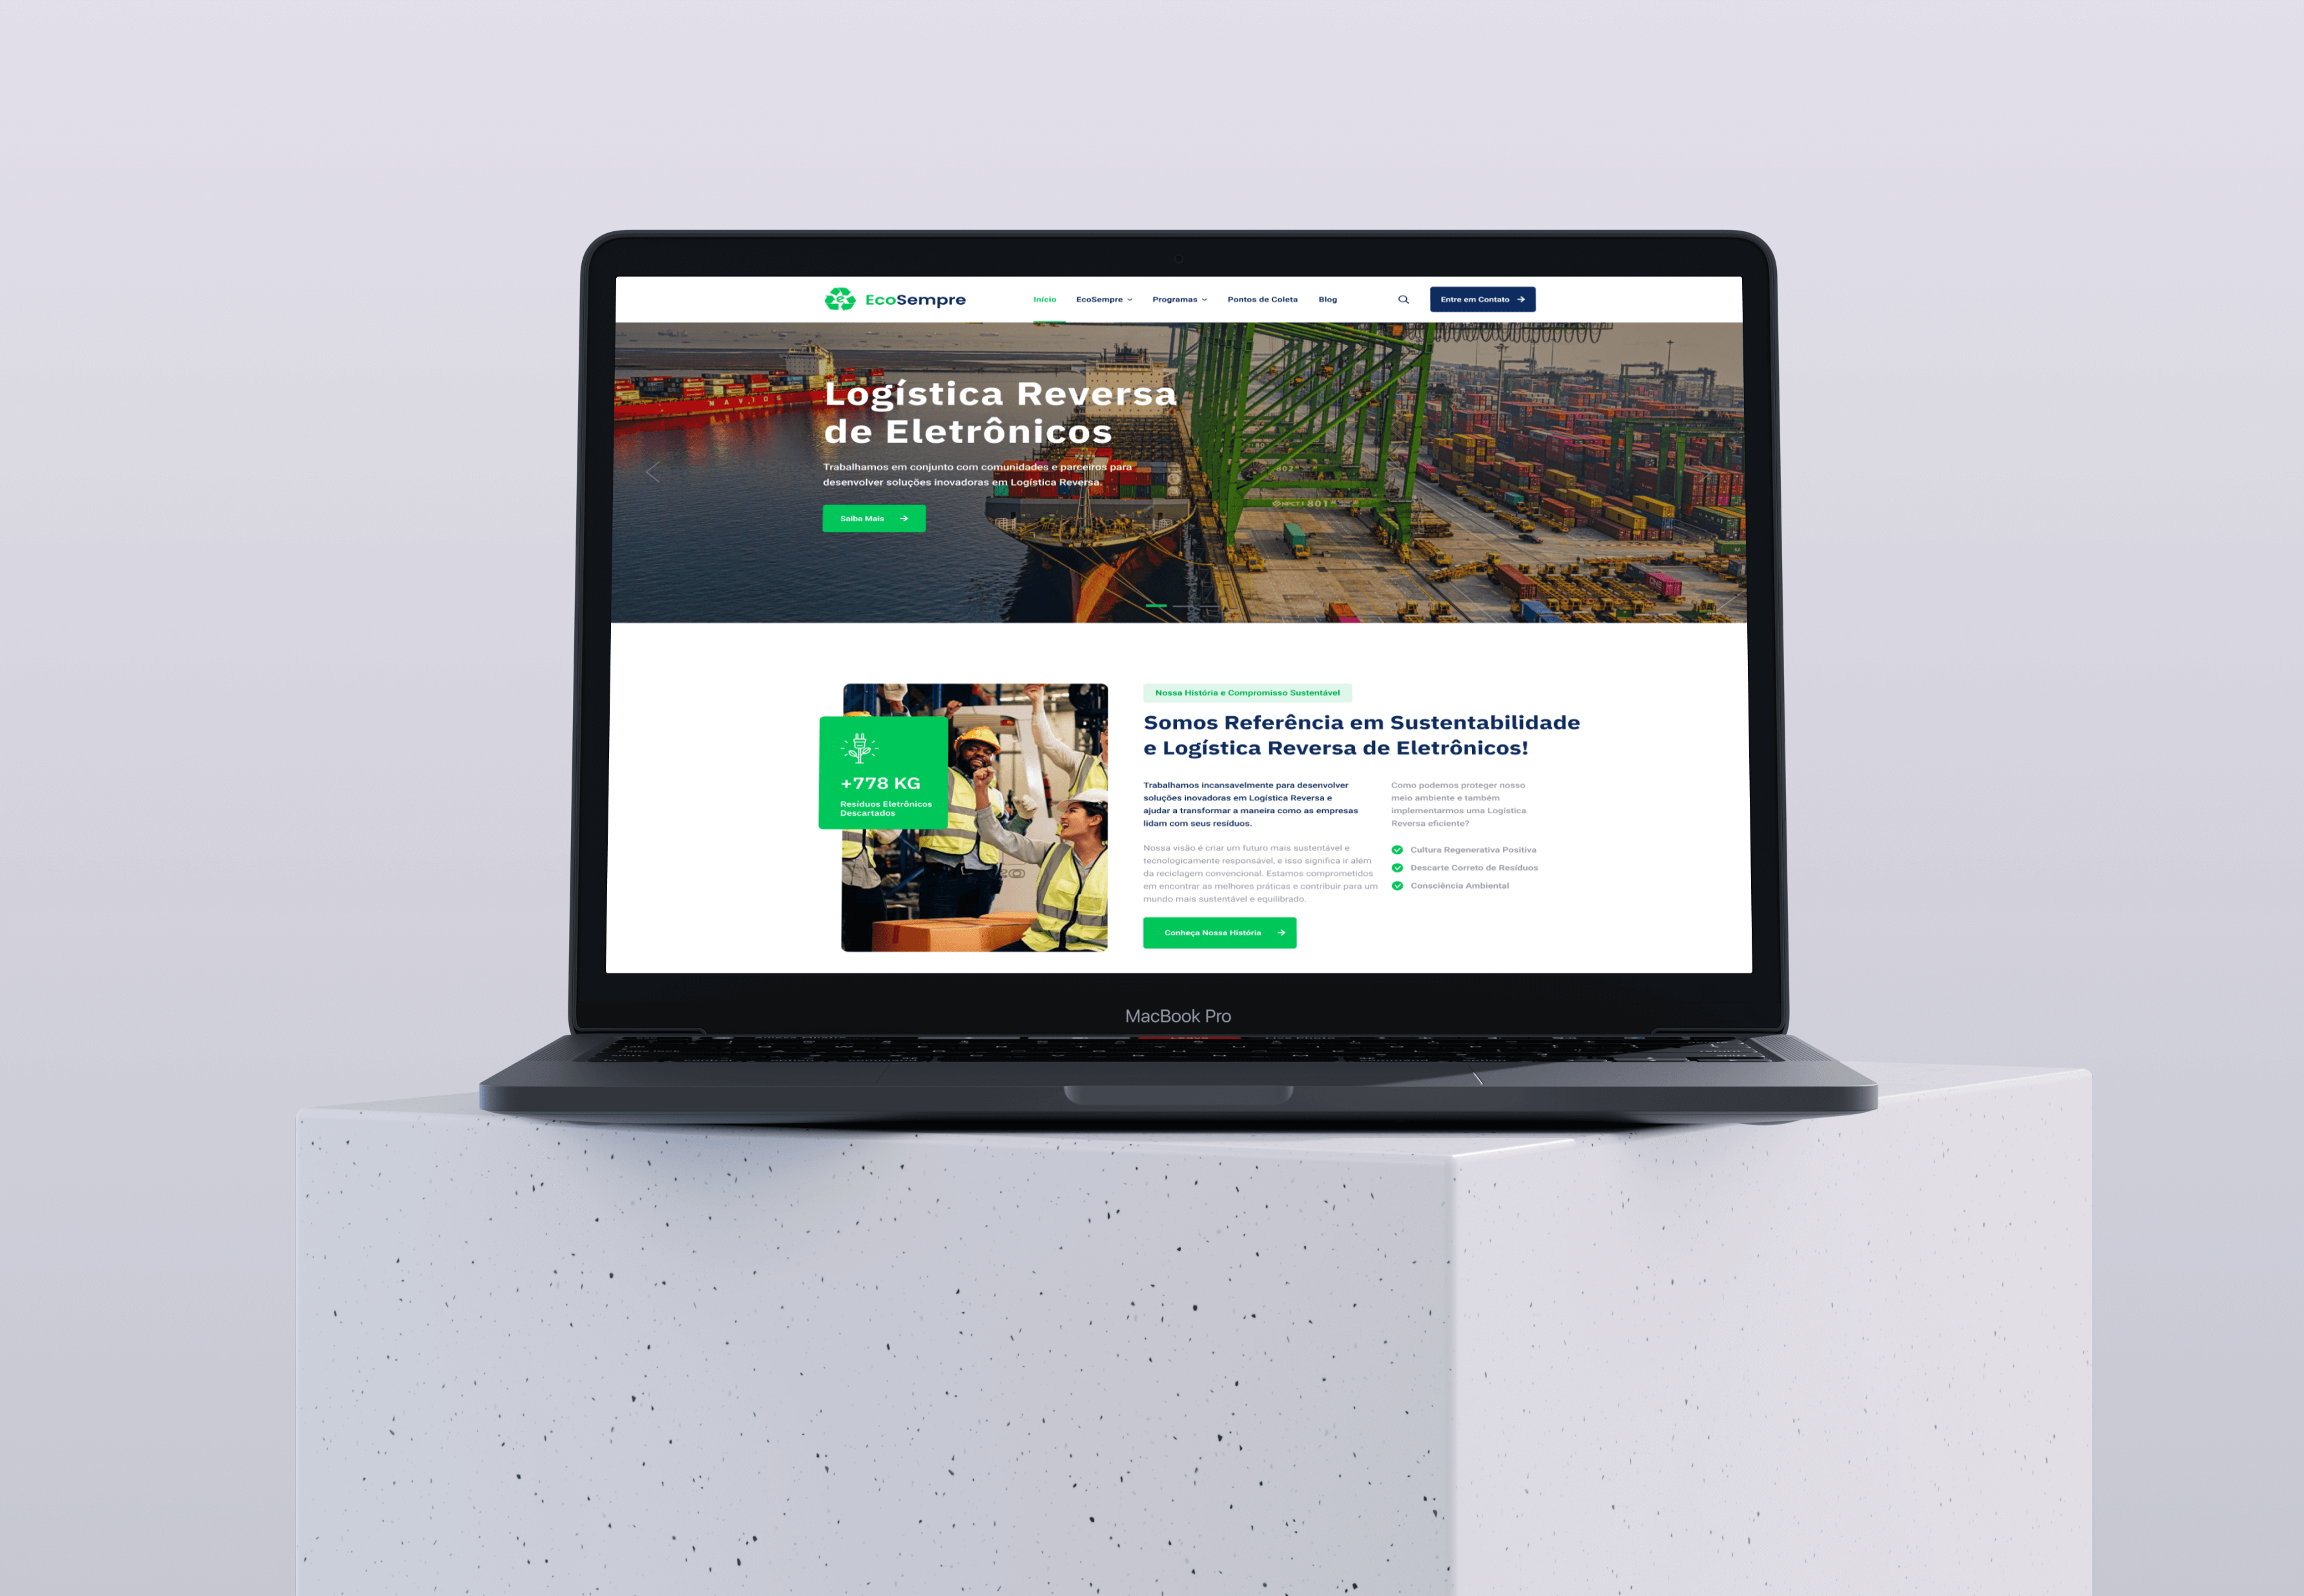 EcoSempre
Início
EcoSempre
Programas
Pontos de Coleta
Blog
Entre em Contato
NAVIOS
Logística Reversa
de Eletrônicos
Trabalhamos em conjunto com comunidades e parceiros para
desenvolver soluções inovadoras em Logística Reversa.
Saiba Mais
802
801
Nossa História e Compromisso Sustentável
Somos Referência em Sustentabilidade
e Logística Reversa de Eletrônicos!
+778 KG
Resíduos Eletrônicos
Descartados
Trabalhamos incansavelmente para desenvolver
soluções inovadoras em Logística Reversa e
ajudar a transformar a maneira como as empresas
lidam com seus resíduos.
Nossa visão é criar um futuro mais sustentável e
tecnologicamente responsável, e isso significa ir além
da reciclagem convencional. Estamos comprometidos
em encontrar as melhores práticas e contribuir para um
mundo mais sustentável e equilibrado.
Conheça Nossa História
Como podemos proteger nosso
meio ambiente e também
implementarmos uma Logística
Reversa eficiente?
Cultura Regenerativa Positiva
Descarte Correto de Resíduos
Consciência Ambiental
MacBook Pro